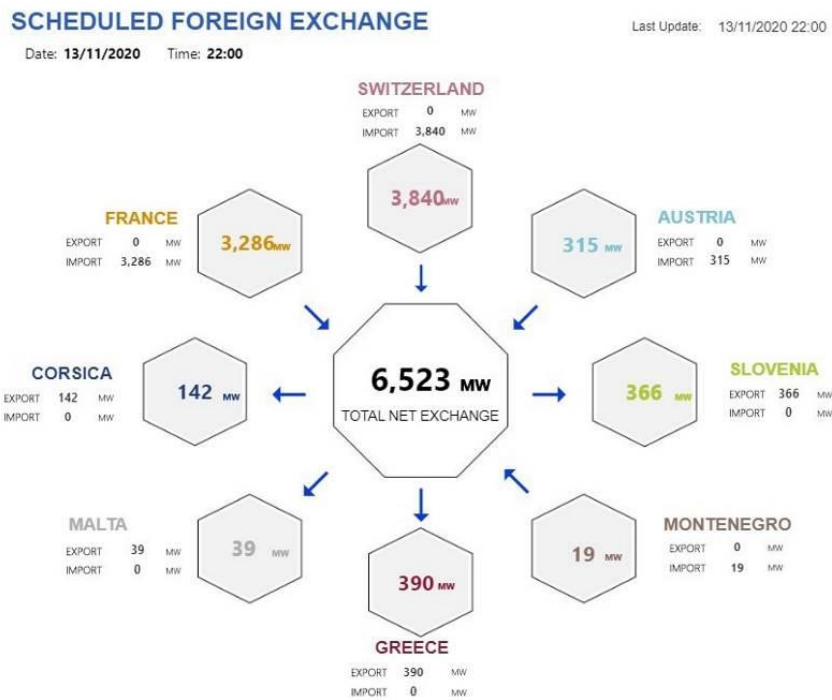 SCHEDULED FOREIGN EXCHANGE
Last Update: 13/11/2020 22:00
Date: 13/11/2020 Time: 22:00
SWITZERLAND
EXPORT 0 MW
IMPORT 3,840 MW
3,840 MW
FRANCE
EXPORT 0 MW
IMPORT 3,286 MW
3,286 MW
AUSTRIA
EXPORT 0 MW
IMPORT 315 MW
315 MW
6,523 MW
TOTAL NET EXCHANGE
CORSICA
EXPORT 142 MW
IMPORT 0 MW
142 MW
SLOVENIA
EXPORT 366 MW
IMPORT 0 MW
366 MW
MALTA
EXPORT 39 MW
IMPORT 0 MW
39 MW
MONTENEGRO
EXPORT 0 MW
IMPORT 19 MW
19 MW
390 MW
GREECE
EXPORT 390 MW
IMPORT 0 MW